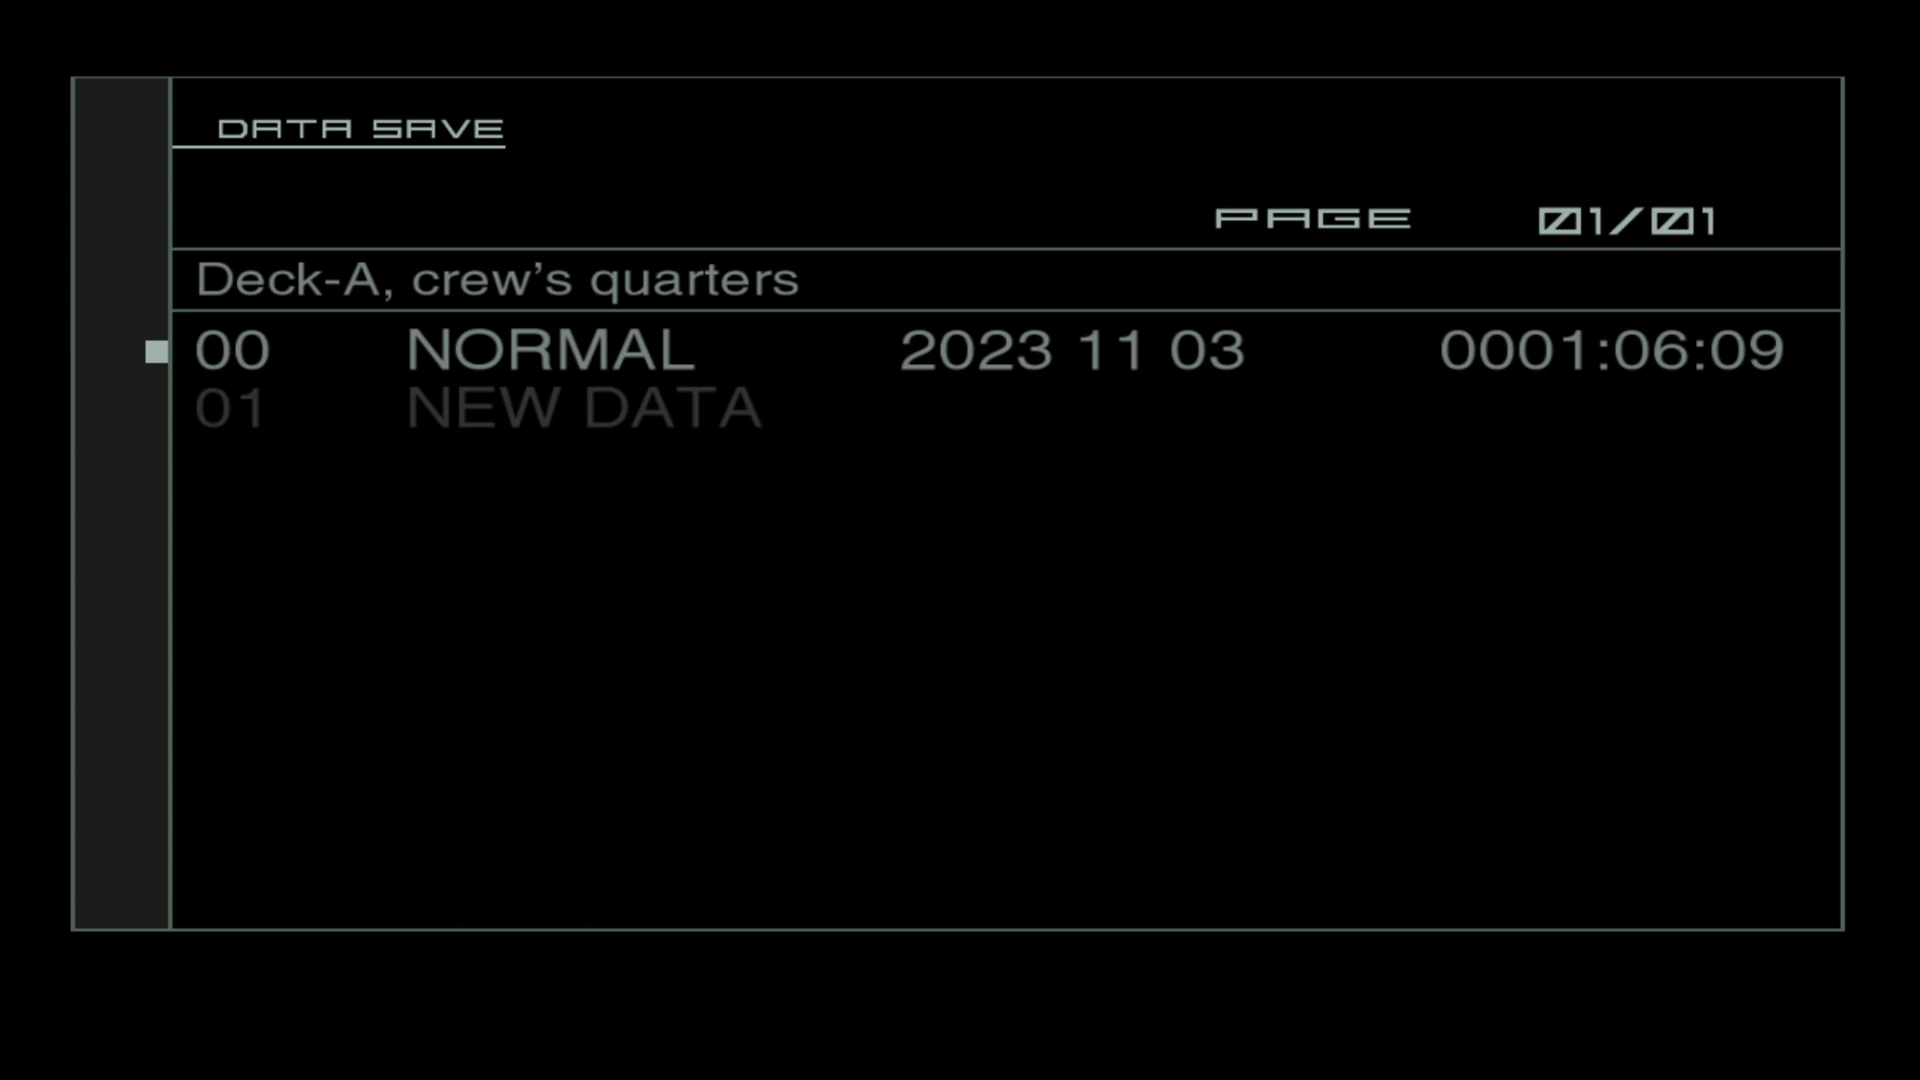 DATA SAVE
PAGE 01/01
Deck-A, crew’s quarters
00 NORMAL 2023 11 03 0001:06:09
01 NEW DATA